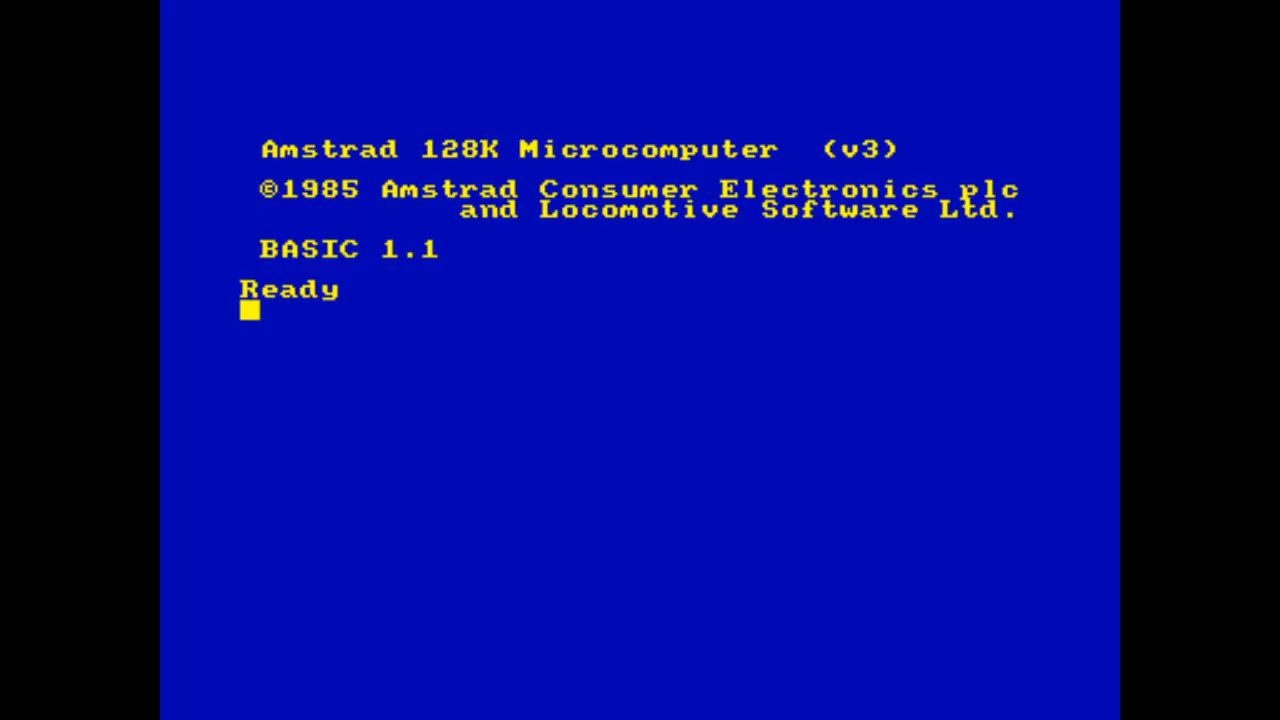 Amstrad 128K Microcomputer (v3)
©1985 Amstrad Consumer Electronics plc
and Locomotive Software Ltd.
BASIC 1.1
Ready